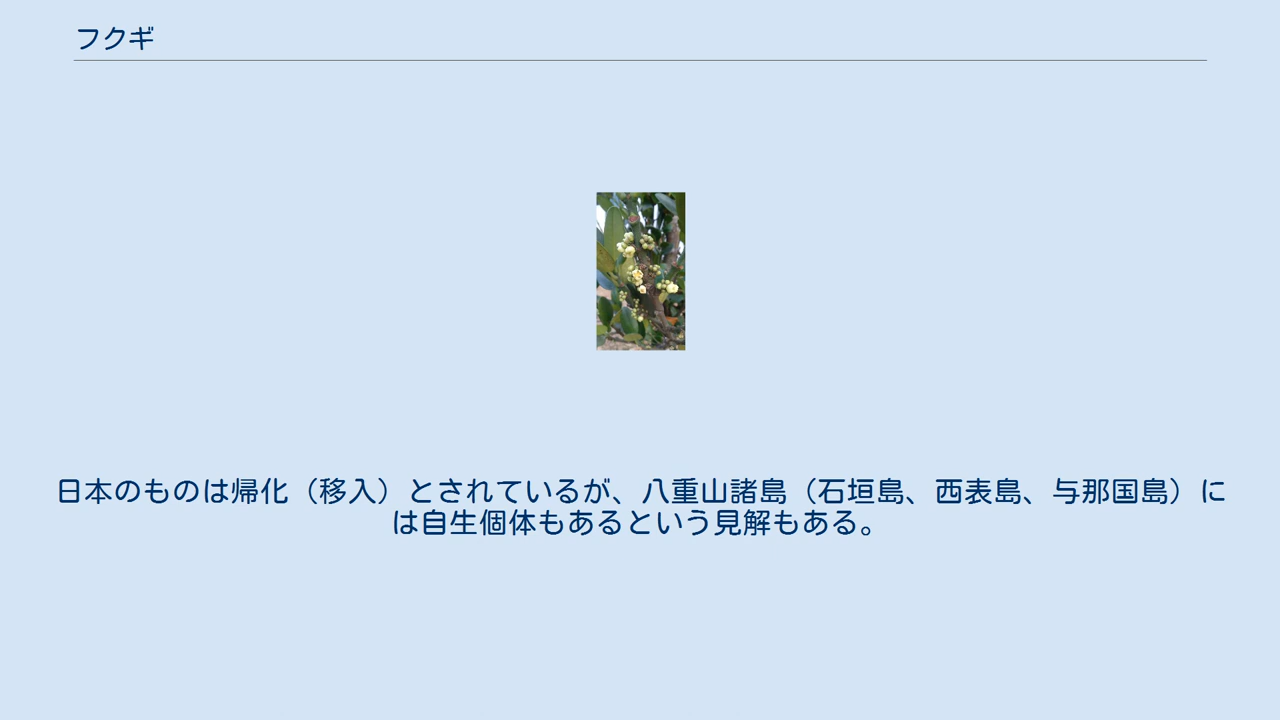 フクギ
日本のものは帰化（移入）とされているが、八重山諸島（石垣島、西表島、与那国島）に
は自生個体もあるという見解もある。